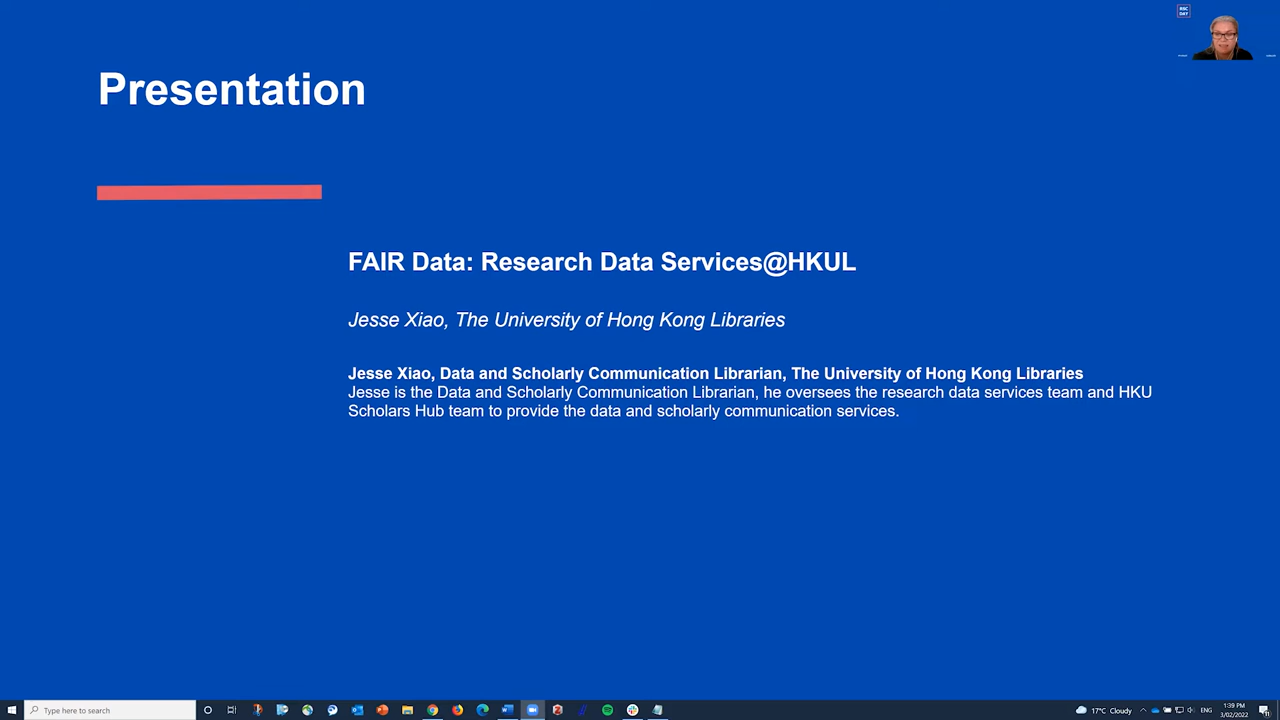 RSC
DAY
Presentation
FAIR Data: Research Data Services@HKUL
Jesse Xiao, The University of Hong Kong Libraries
Jesse Xiao, Data and Scholarly Communication Librarian, The University of Hong Kong Libraries
Jesse is the Data and Scholarly Communication Librarian, he oversees the research data services team and HKU
Scholars Hub team to provide the data and scholarly communication services.
Type here to search
17°C Cloudy
ENG
1:39 PM
3/02/2022